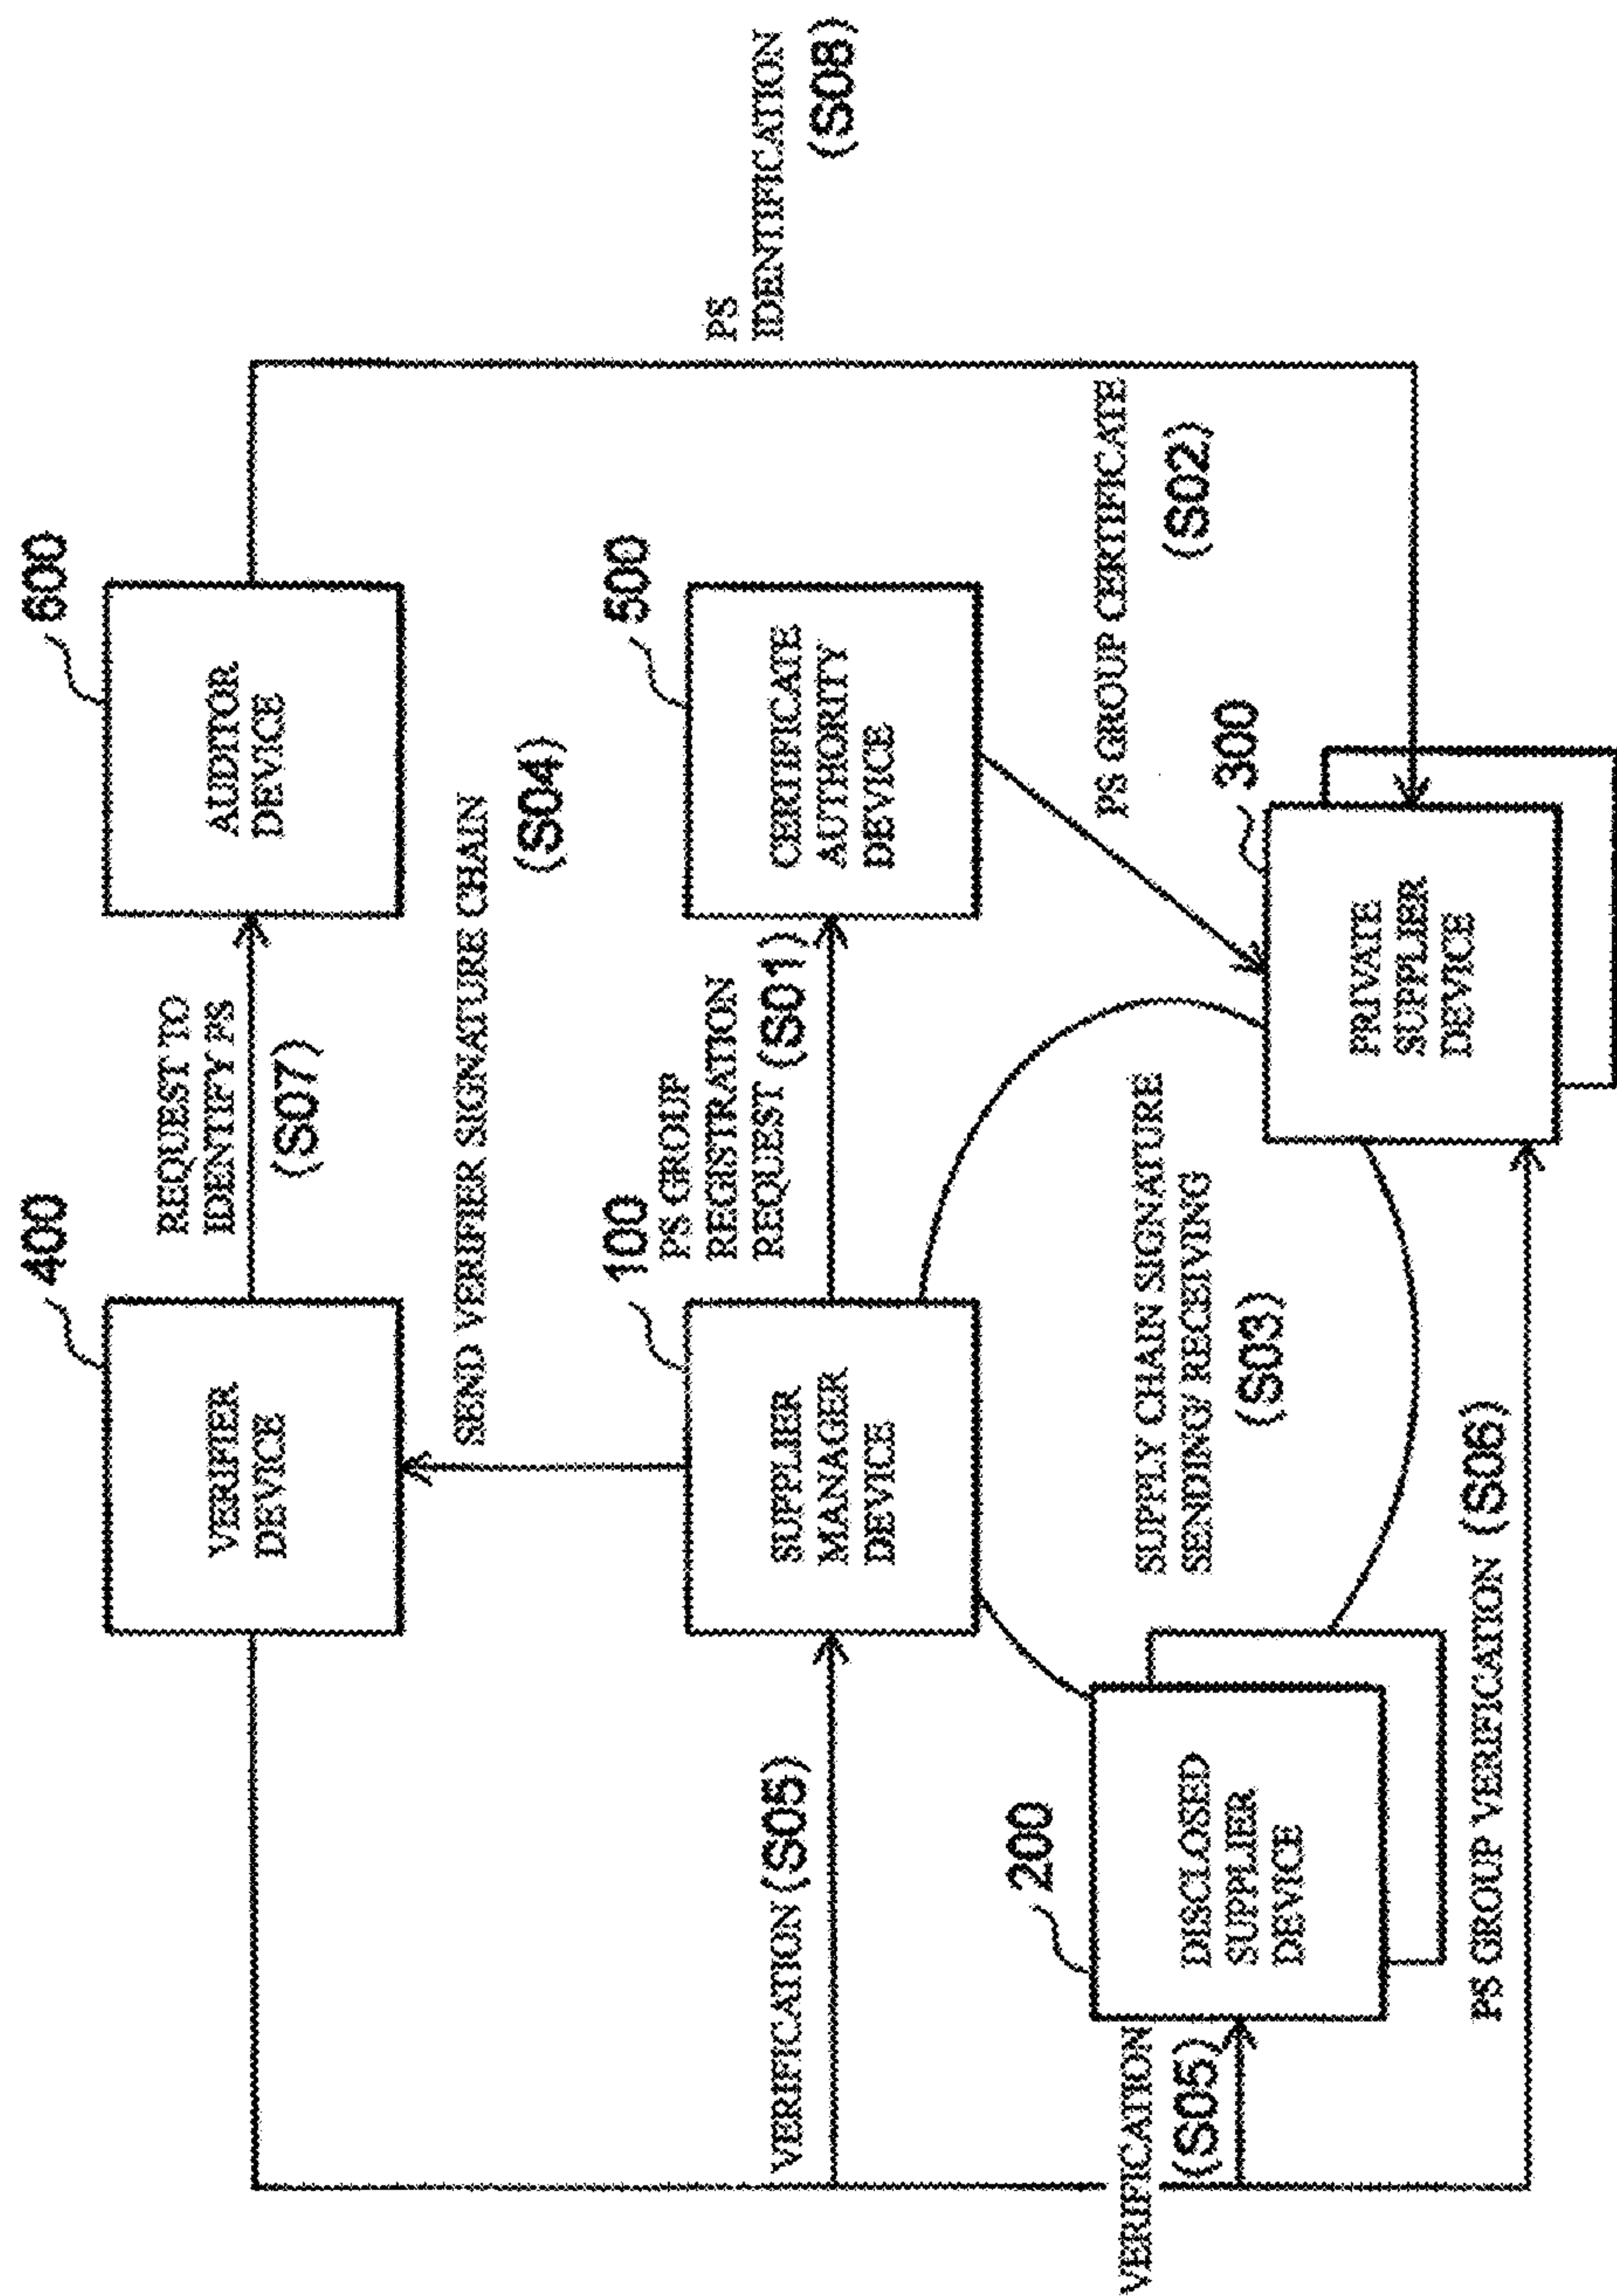 400
VERIFIER
DEVICE
REQUEST TO
IDENTIFY PS
(S07)
600
AUDITOR
DEVICE
SEND VERIFIER SIGNATURE CHAIN
(S04)
VERIFICATION (S05)
100
SUPPLIER
MANAGER
DEVICE
PS GROUP
REGISTRATION
REQUEST (S01)
500
CERTIFICATE
AUTHORITY
DEVICE
PS
IDENTIFICATION
(S08)
VERIFICATION
(S05)
200
DISCLOSED
SUPPLIER
DEVICE
SUPPLY CHAIN SIGNATURE
SENDING/ RECEIVING
(S03)
PS GROUP CERTIFICATE
(S02)
300
PRIVATE
SUPPLIER
DEVICE
PS GROUP VERIFICATION (S06)